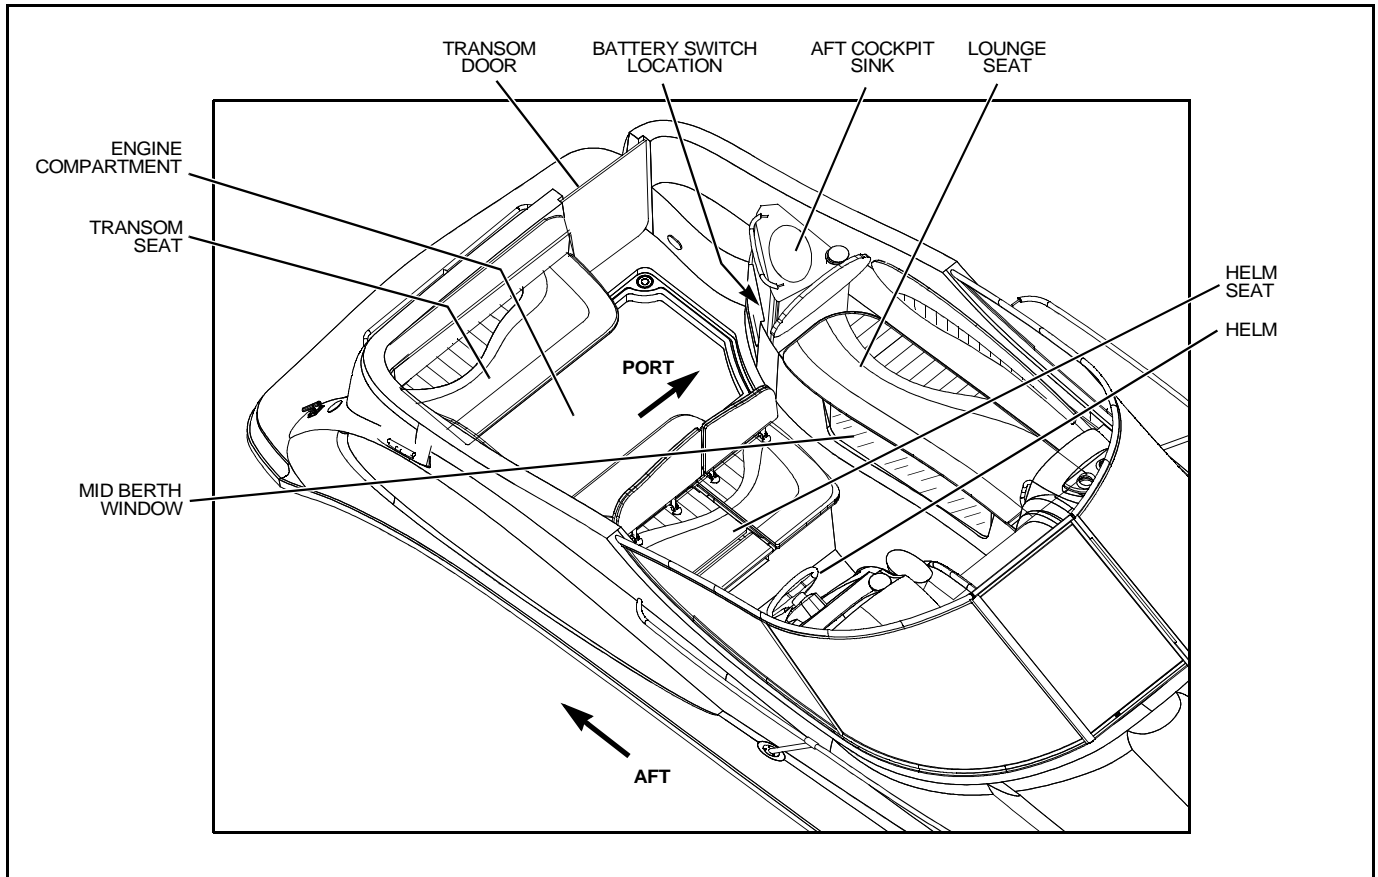 TRANSOM
DOOR
BATTERY SWITCH
LOCATION
AFT COCKPIT
SINK
LOUNGE
SEAT
ENGINE
COMPARTMENT
TRANSOM
SEAT
HELM
SEAT
HELM
PORT
MID BERTH
WINDOW
AFT